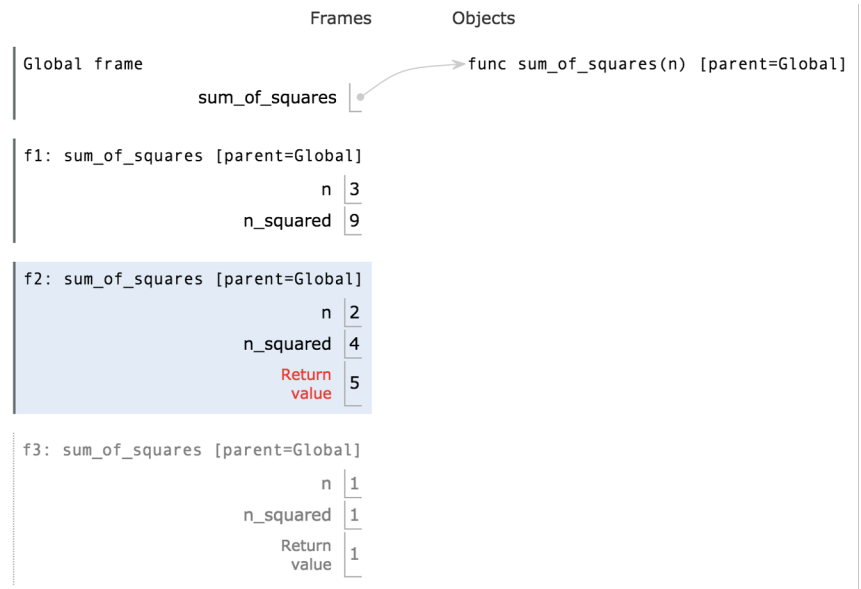 Frames Objects
Global frame
func sum_of_squares(n) [parent=Global]
sum_of_squares
f1: sum_of_squares [parent=Global]
n 3
n_squared 9
f2: sum_of_squares [parent=Global]
n 2
n_squared 4
Return
value 5
f3: sum_of_squares [parent=Global]
n 1
n_squared 1
Return
value 1